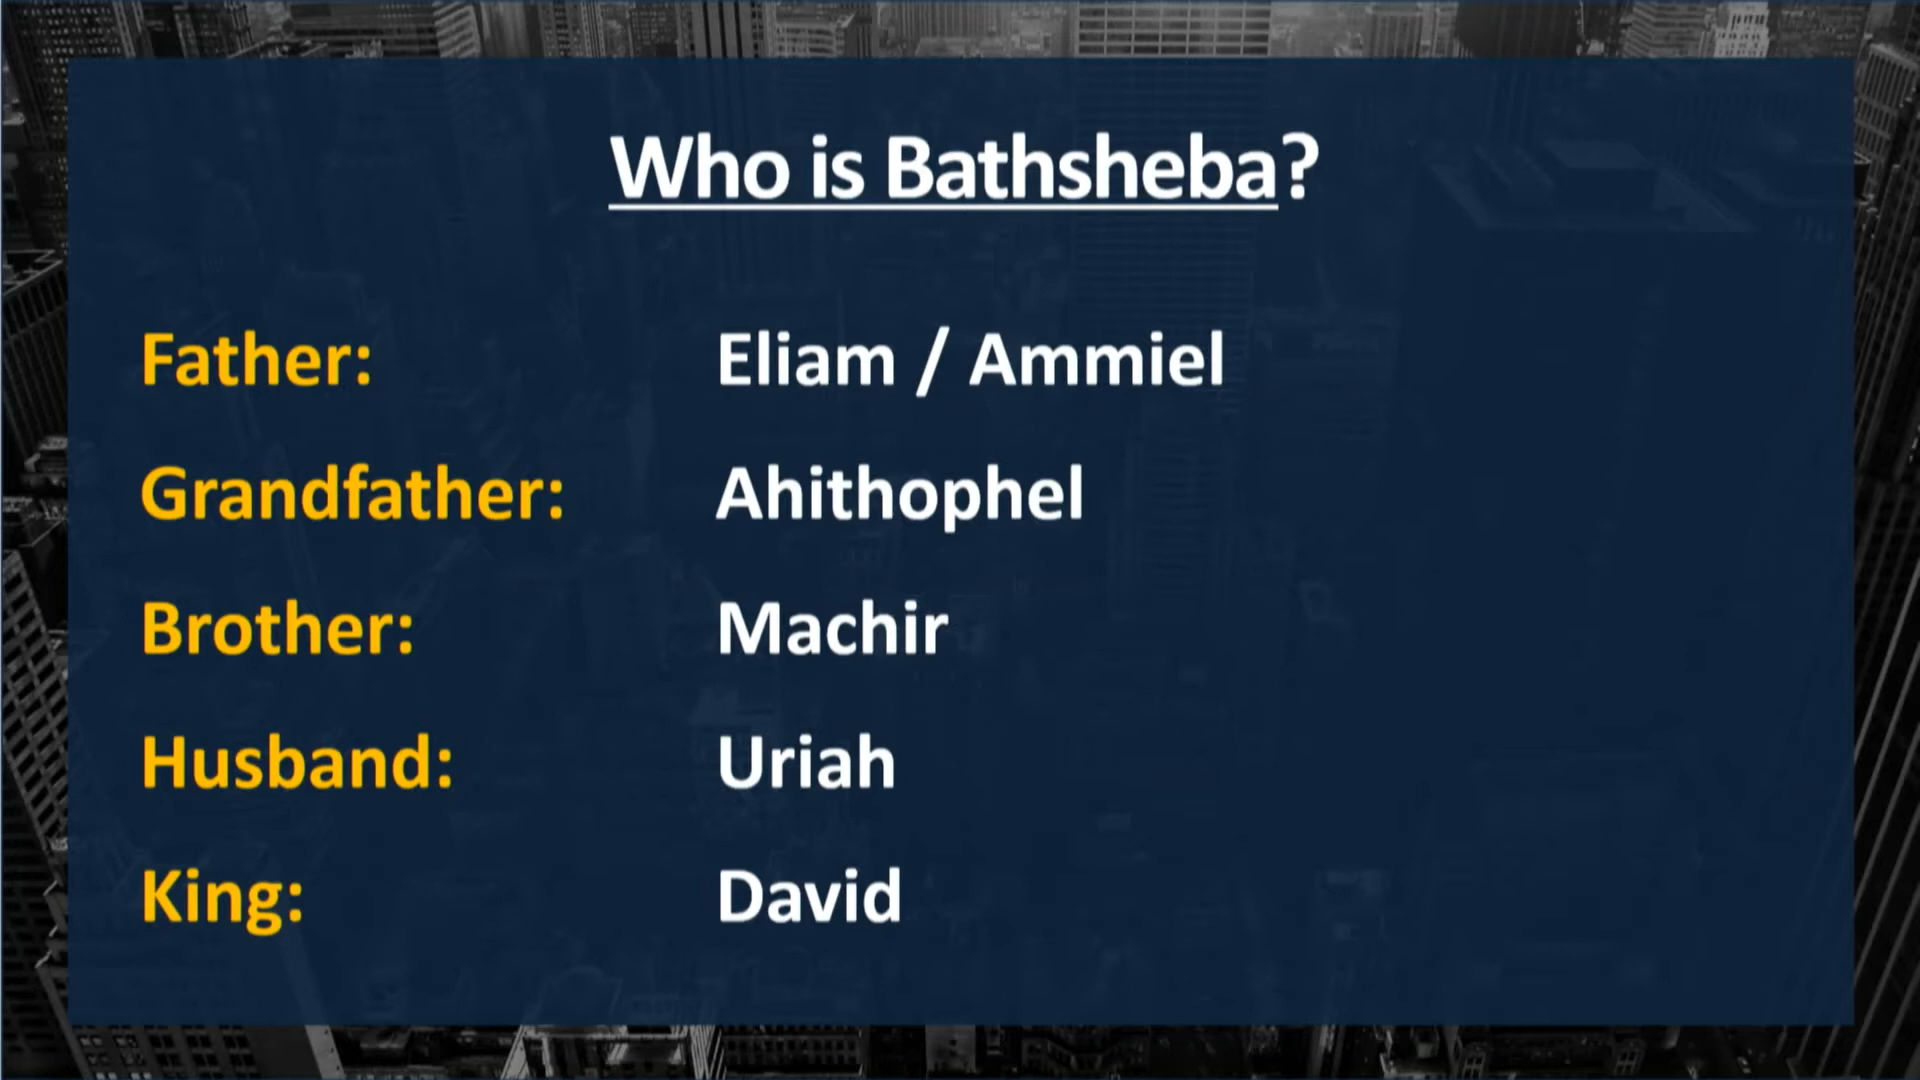 Who is Bathsheba?
Father: Eliam / Ammiel
Grandfather: Ahithophel
Brother: Machir
Husband: Uriah
King: David